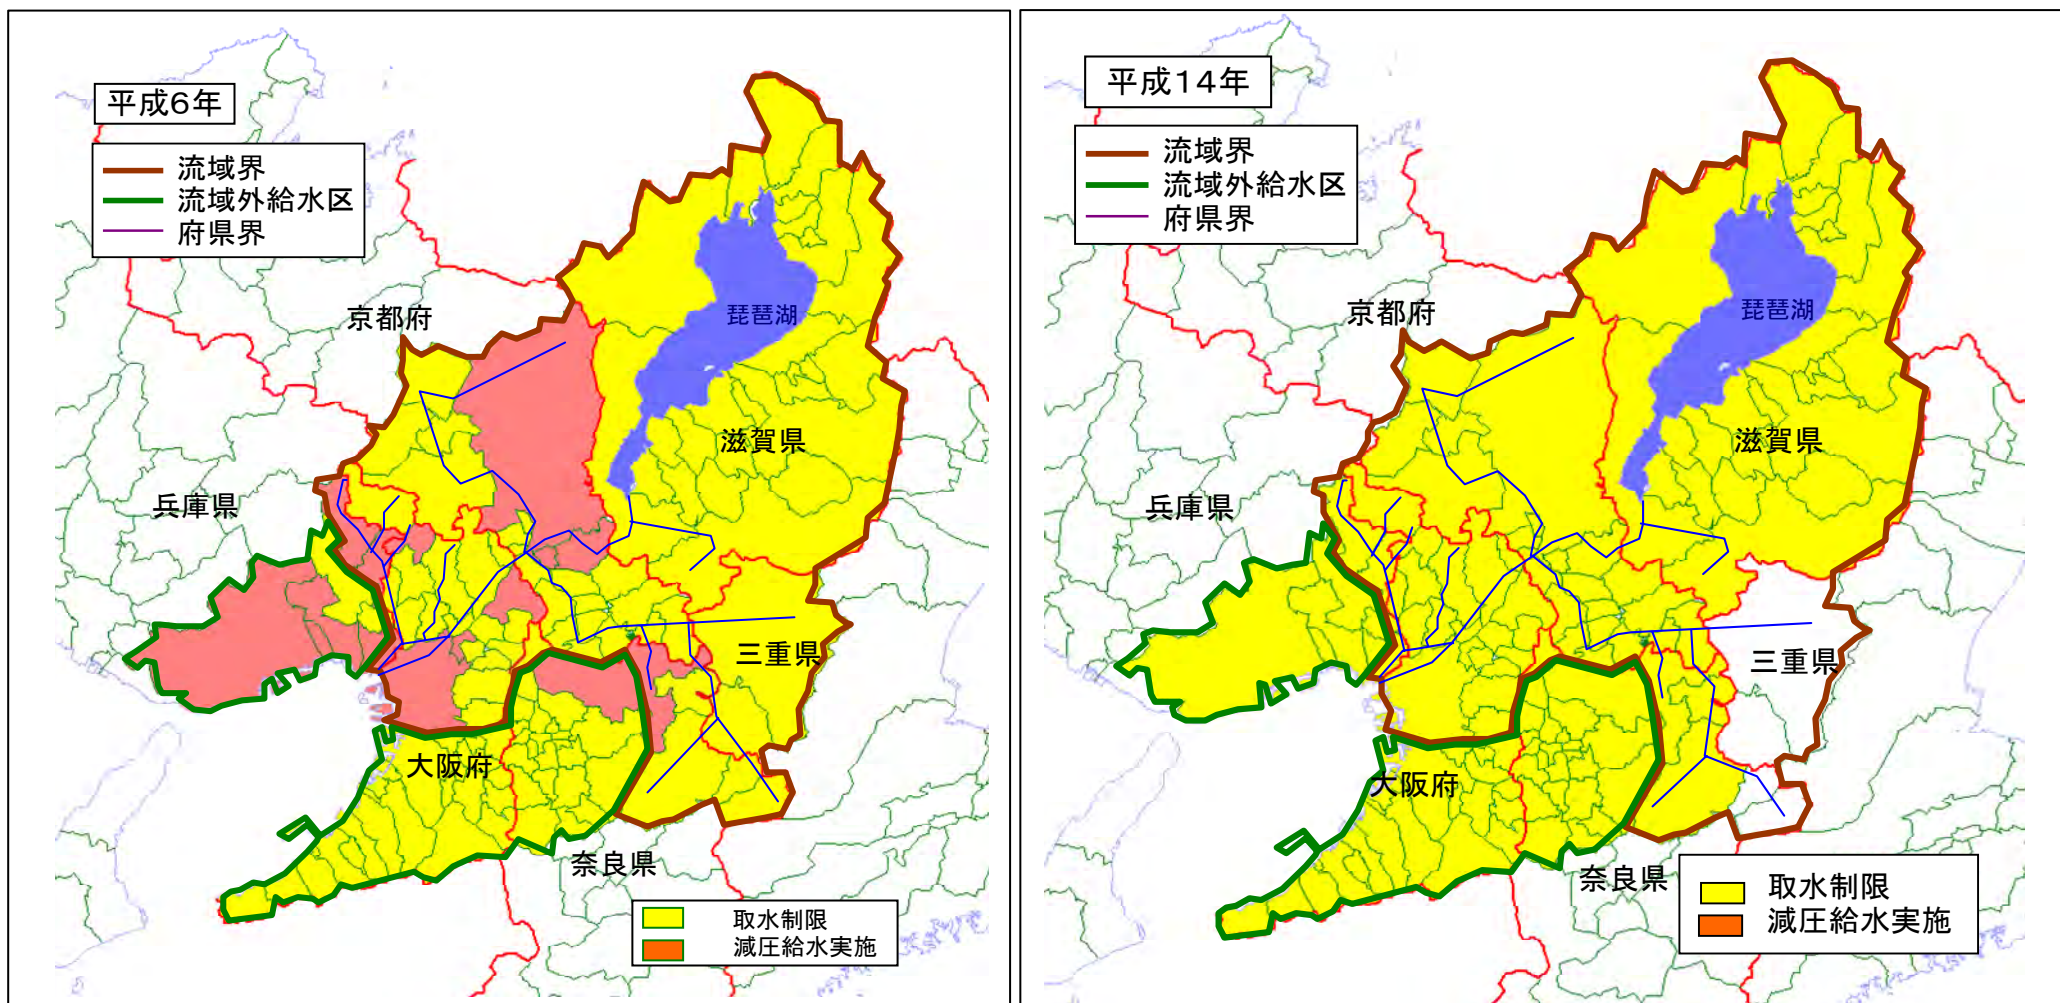 平成6年
流域界
流域外給水区
府県界
京都府
琵琶湖
滋賀県
兵庫県
三重県
大阪府
奈良県
取水制限
減圧給水実施
平成14年
流域界
流域外給水区
府県界
京都府
琵琶湖
滋賀県
兵庫県
三重県
大阪府
奈良県
取水制限
減圧給水実施